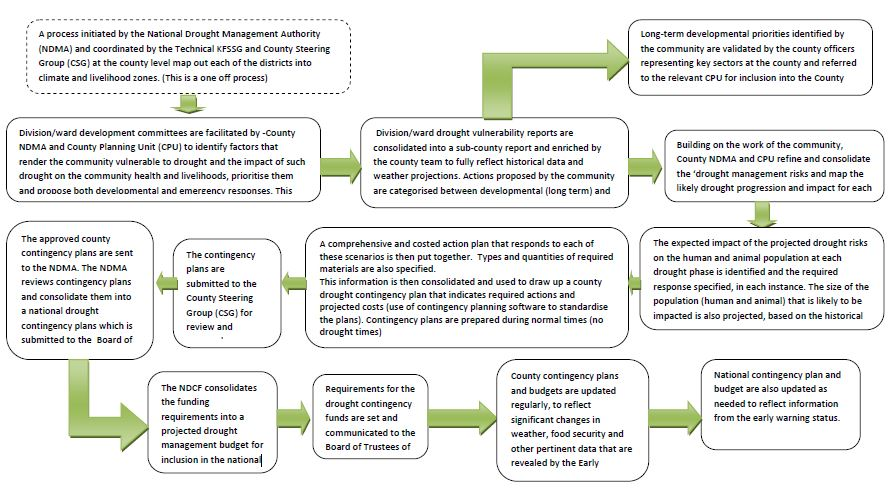 A process initiated by the National Drought Management Authority
(NDMA) and coordinated by the Technical KFSSG and County Steering
Group (CSG) at the county level map out each of the districts into
climate and livelihood zones. (This is a one off process)
Long-term developmental priorities identified by
the community are validated by the county officers
representing key sectors at the county and referred
to the relevant CPU for inclusion into the County
Division/ward development committees are facilitated by -County
NDMA and County Planning Unit (CPU) to identify factors that
render the community vulnerable to drought and the impact of such
drought on the community health and livelihoods, prioritise them
and propose both developmental and emergency responses. This
Division/ward drought vulnerability reports are
consolidated into a sub-county report and enriched by
the county team to fully reflect historical data and
weather projections. Actions proposed by the community
are categorised between developmental (long term) and
Building on the work of the community,
County NDMA and CPU refine and consolidate
the 'drought management risks and map the
likely drought progression and impact for each
The expected impact of the projected drought risks
on the human and animal population at each
drought phase is identified and the required
response specified, in each instance. The size of the
population (human and animal) that is likely to be
impacted is also projected, based on the historical
A comprehensive and costed action plan that responds to each of
these scenarios is then put together. Types and quantities of required
materials are also specified.
This information is then consolidated and used to draw up a county
drought contingency plan that indicates required actions and
projected costs (use of contingency planning software to standardise
the plans). Contingency plans are prepared during normal times (no
drought times)
The contingency
plans are
submitted to the
County Steering
Group (CSG) for
review and
The approved county
contingency plans are sent
to the NDMA. The NDMA
reviews contingency plans
and consolidate them into
a national drought
contingency plans which is
submitted to the Board of
The NDCF consolidates
the funding
requirements into a
projected drought
management budget for
inclusion in the national
Requirements for the
drought contingency
funds are set and
communicated to the
Board of Trustees of
County contingency plans
and budgets are updated
regularly, to reflect
significant changes in
weather, food security and
other pertinent data that are
revealed by the Early
National contingency plan and
budget are also updated as
needed to reflect information
from the early warning status.